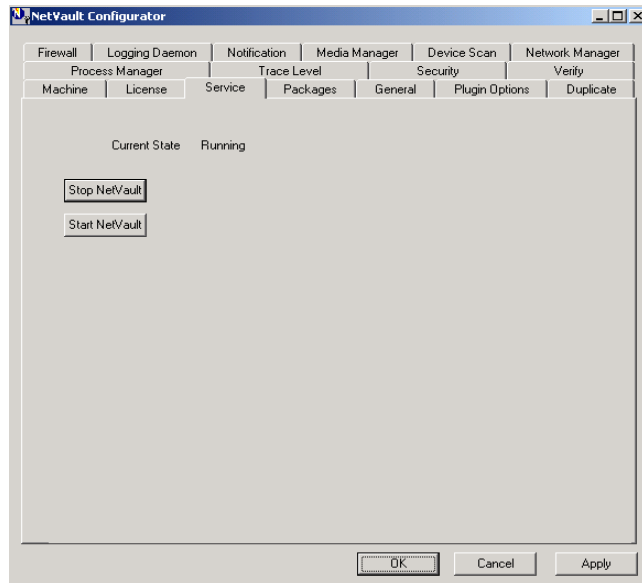 NetVault Configurator
Firewall Logging Daemon Notification Media Manager Device Scan Network Manager
Process Manager Trace Level Security Verify
Machine License Service Packages General Plugin Options Duplicate
Current State Running
Stop NetVault
Start NetVault
OK Cancel Apply